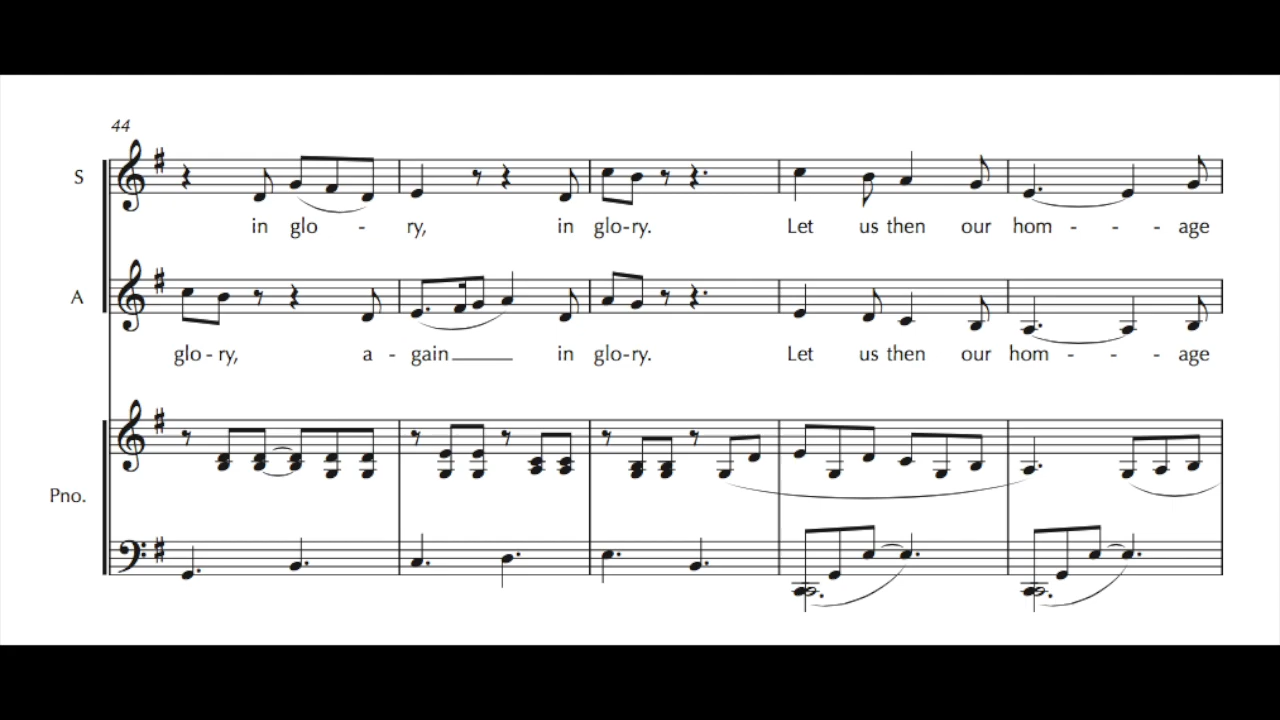 44
S
in glo - ry, in glo-ry. Let us then our hom - - - age
A
glo - ry, a - gain in glo-ry. Let us then our hom - - - age
Pno.